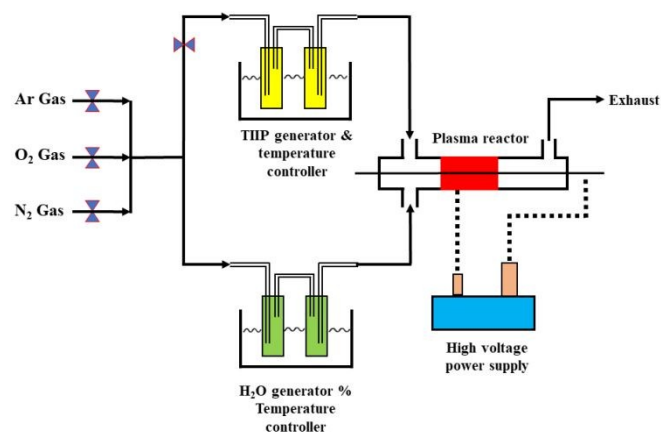 Ar Gas
O₂ Gas
N₂ Gas
TIIP generator &
temperature
controller
Plasma reactor
Exhaust
H₂O generator %
Temperature
controller
High voltage
power supply